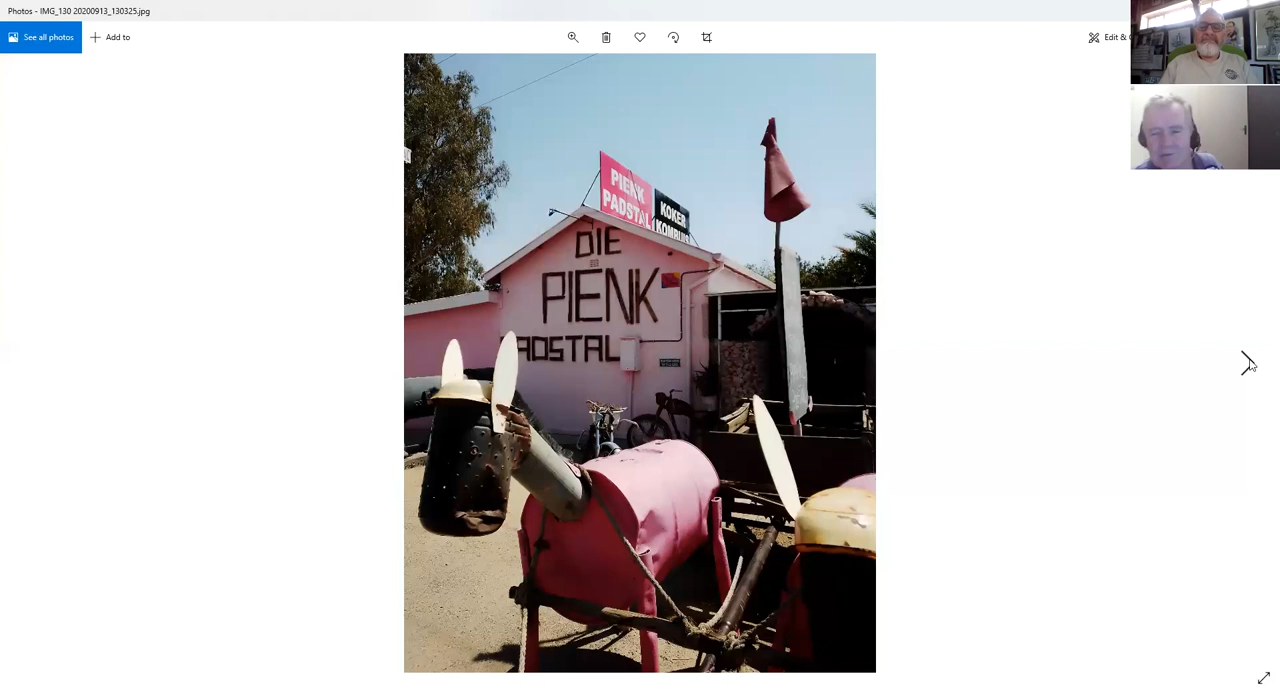 Photos - IMG_130 20200913_130325.jpg
See all photos
Add to
Edit & C
PIENK
PADSTAL
KOKER
KOMBUIS
DIE
PIENK
PADSTAL